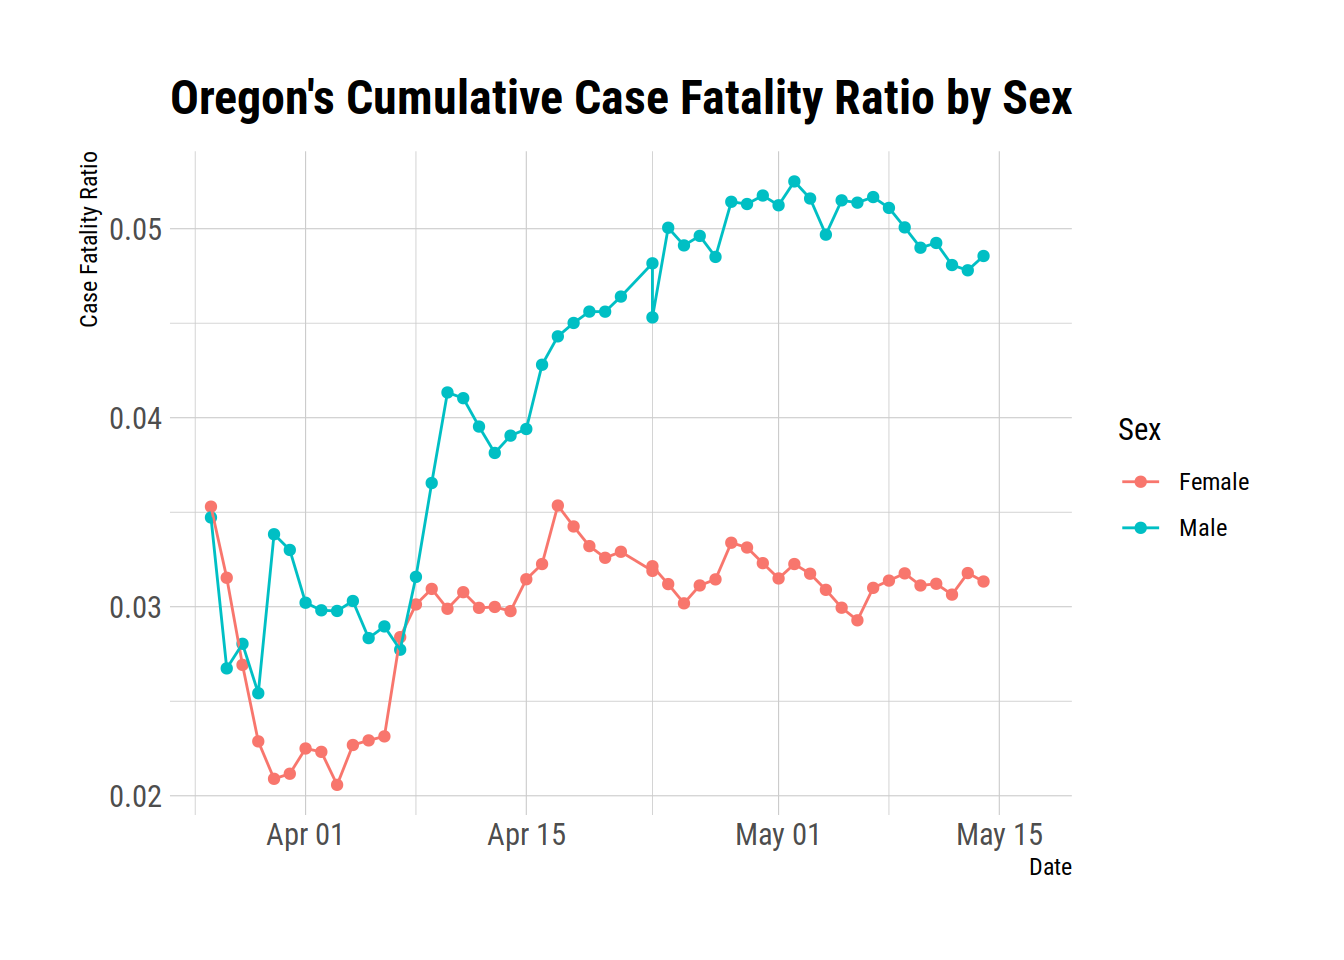 Oregon's Cumulative Case Fatality Ratio by Sex
Case Fatality Ratio
0.05
0.04
0.03
0.02
Apr 01
Apr 15
May 01
May 15
Date
Sex
Female
Male